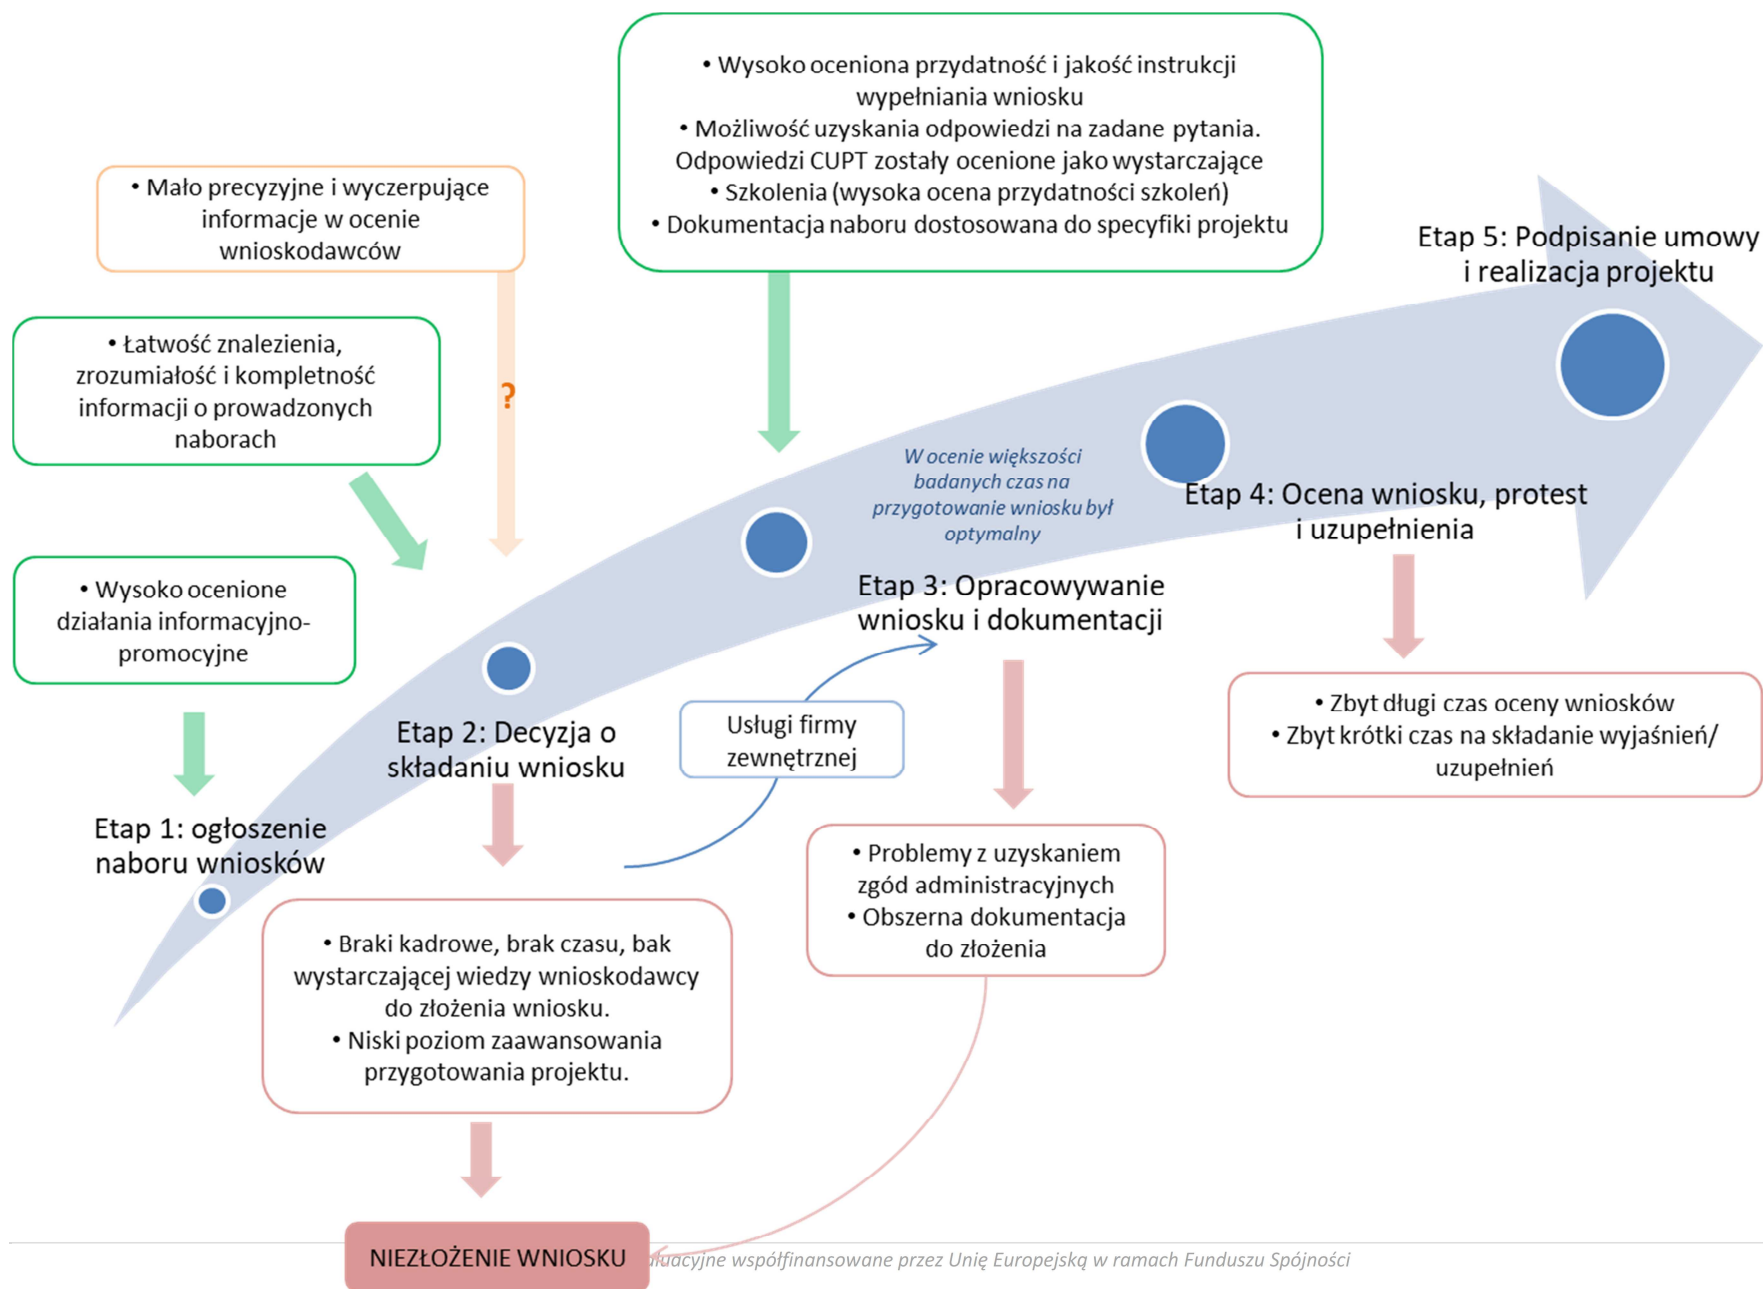 • Wysoko oceniona przydatność i jakość instrukcji
wypełniania wniosku
• Możliwość uzyskania odpowiedzi na zadane pytania.
Odpowiedzi CUPT zostały ocenione jako wystarczające
• Szkolenia (wysoka ocena przydatności szkoleń)
• Dokumentacja naboru dostosowana do specyfiki projektu
• Mało precyzyjne i wyczerpujące
informacje w ocenie
wnioskodawców
Etap 5: Podpisanie umowy
i realizacja projektu
• Łatwość znalezienia,
zrozumiałość i kompletność
informacji o prowadzonych
naborach
?
W ocenie większości
badanych czas na
przygotowanie wniosku był
optymalny
Etap 4: Ocena wniosku, protest
i uzupełnienia
• Wysoko ocenione
działania informacyjno-
promocyjne
Etap 3: Opracowywanie
wniosku i dokumentacji
Etap 2: Decyzja o
składaniu wniosku
Usługi firmy
zewnętrznej
• Zbyt długi czas oceny wniosków
• Zbyt krótki czas na składanie wyjaśnień/
uzupełnień
Etap 1: ogłoszenie
naboru wniosków
• Problemy z uzyskaniem
zgód administracyjnych
• Obszerna dokumentacja
do złożenia
• Braki kadrowe, brak czasu, bak
wystarczającej wiedzy wnioskodawcy
do złożenia wniosku.
• Niski poziom zaawansowania
przygotowania projektu.
NIEZŁOŻENIE WNIOSKU
współfinansowane przez Unię Europejską w ramach Funduszu Spójności